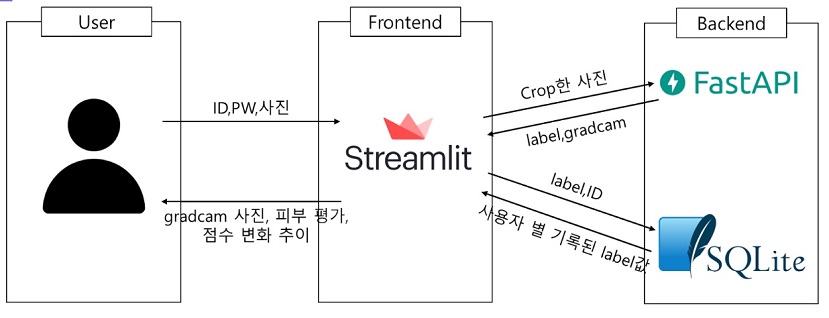 User
Frontend
Backend
ID,PW,사진
gradcam 사진, 피부 평가,
점수 변화 추이
Streamlit
Crop한 사진
label,gradcam
label,ID
사용자 별 기록된 label값
FastAPI
SQLite